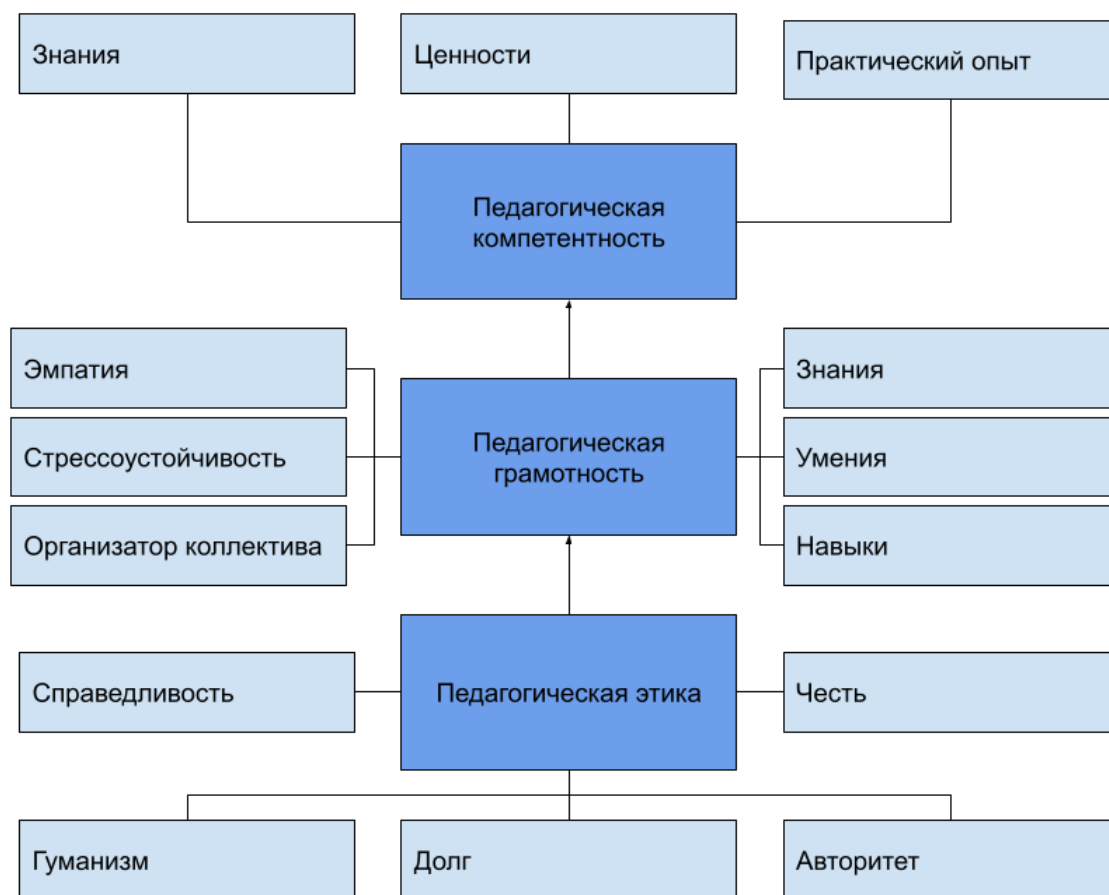 Знания
Ценности
Практический опыт
Педагогическая
компетентность
Эмпатия
Стрессоустойчивость
Организатор коллектива
Педагогическая
грамотность
Знания
Умения
Навыки
Справедливость
Педагогическая этика
Честь
Гуманизм
Долг
Авторитет